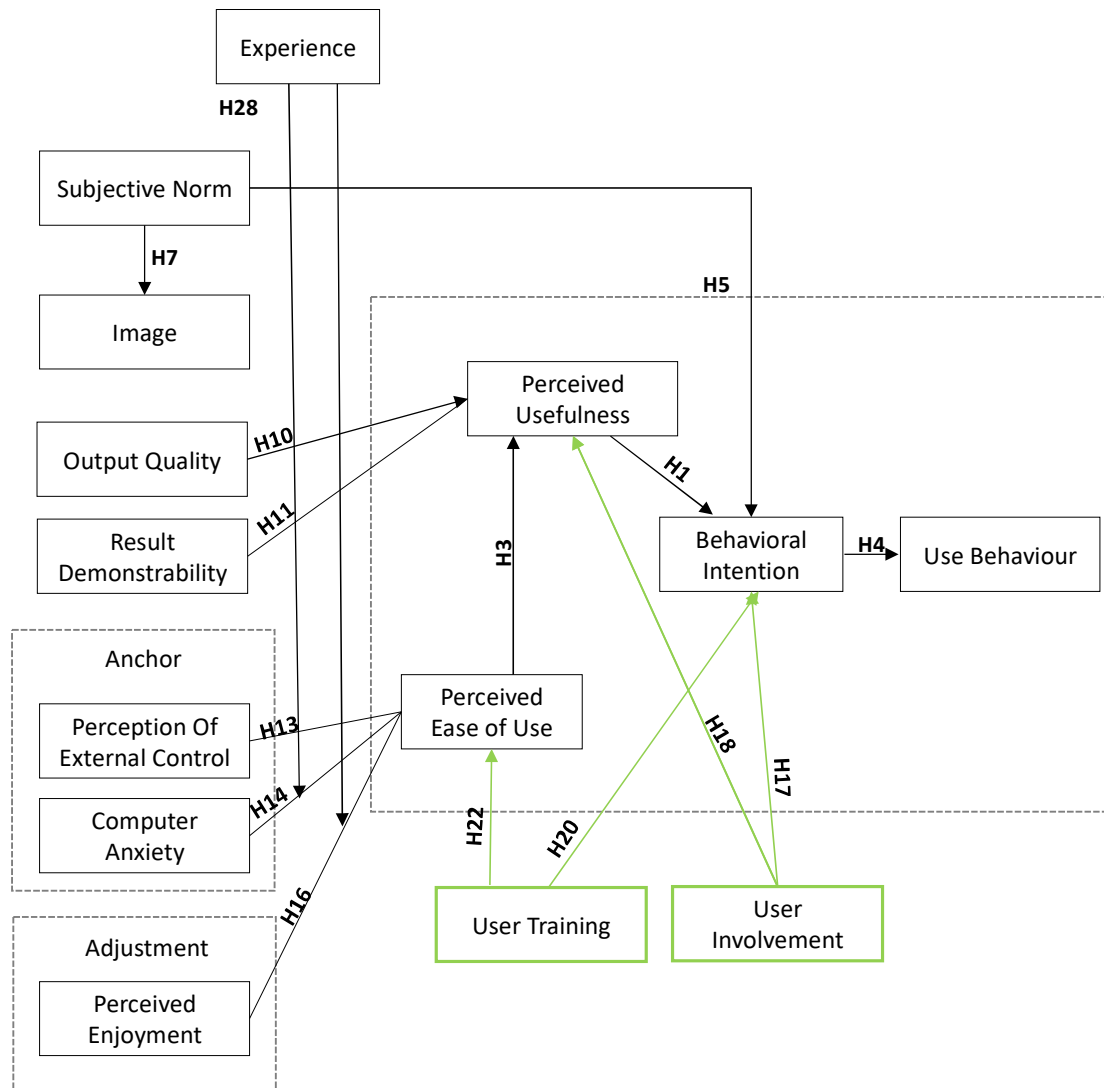 Experience
H28
Subjective Norm
H7
Image
H5
Perceived
Usefulness
Output Quality
H10
H1
Result
Demonstrability
H11
H3
Behavioral
Intention
H4
Use Behaviour
Anchor
Perception Of
External Control
H13
Perceived
Ease of Use
H18
H17
Computer
Anxiety
H14
H22
H20
H16
User Training
User
Involvement
Adjustment
Perceived
Enjoyment